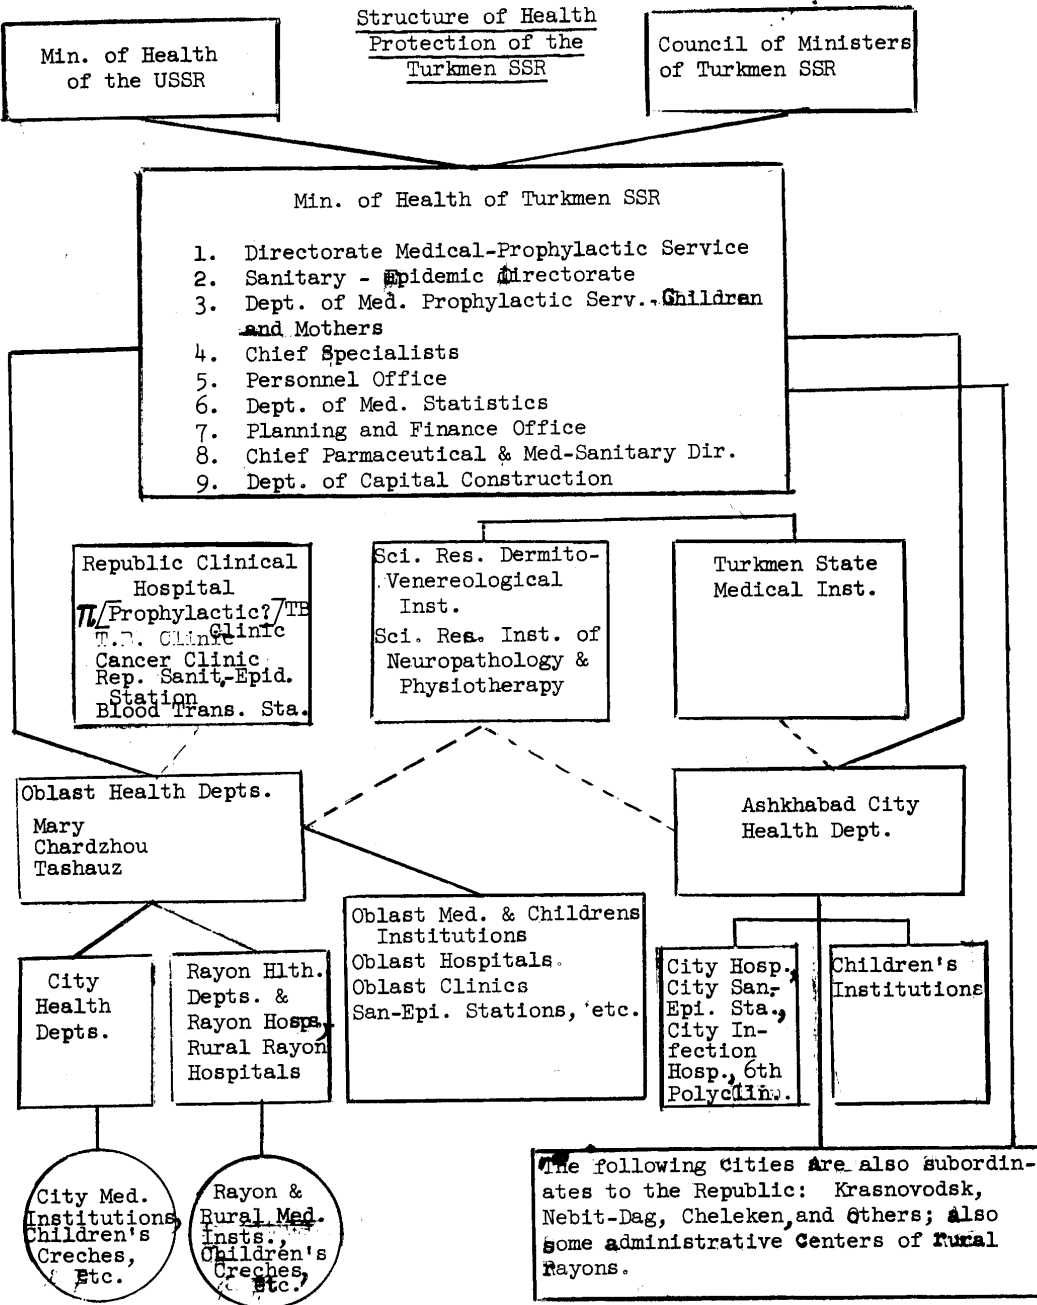 Structure of Health
Protection of the
Turkmen SSR
Min. of Health
of the USSR
Council of Ministers
of Turkmen SSR
Min. of Health of Turkmen SSR
1. Directorate Medical-Prophylactic Service
2. Sanitary - Epidemic directorate
3. Dept. of Med. Prophylactic Serv., Children
and Mothers
4. Chief Specialists
5. Personnel Office
6. Dept. of Med. Statistics
7. Planning and Finance Office
8. Chief Parmaceutical & Med-Sanitary Dir.
9. Dept. of Capital Construction
Republic Clinical
Hospital
π/Prophylactic?/TB
Clinic
T.B. Clinic
Cancer Clinic
Rep. Sanit,-Epid.
Station
Blood Trans. Sta.
Sci. Res. Dermito-
Venereological
Inst.
Sci. Res. Inst. of
Neuropathology &
Physiotherapy
Turkmen State
Medical Inst.
Oblast Health Depts.
Mary
Chardzhou
Tashauz
Ashkhabad City
Health Dept.
City
Health
Depts.
Rayon Hlth.
Depts. &
Rayon Hosps,
Rural Rayon
Hospitals
Oblast Med. & Childrens
Institutions
Oblast Hospitals.
Oblast Clinics
San-Epi. Stations, etc.
City Hosp.,
City San,-
Epi. Sta.,
City In-
fection
Hosp., 6th
Polyclin..
Children's
Institutions
City Med.
Institutions,
Children's
Creches,
Etc.
Rayon &
Rural Med.
Insts.,
Children's
Creches,
etc.
The following Cities Are also subordin-
ates to the Republic: Krasnovodsk,
Nebit-Dag, Cheleken, and others; also
some administrative Centers of rural
rayons.